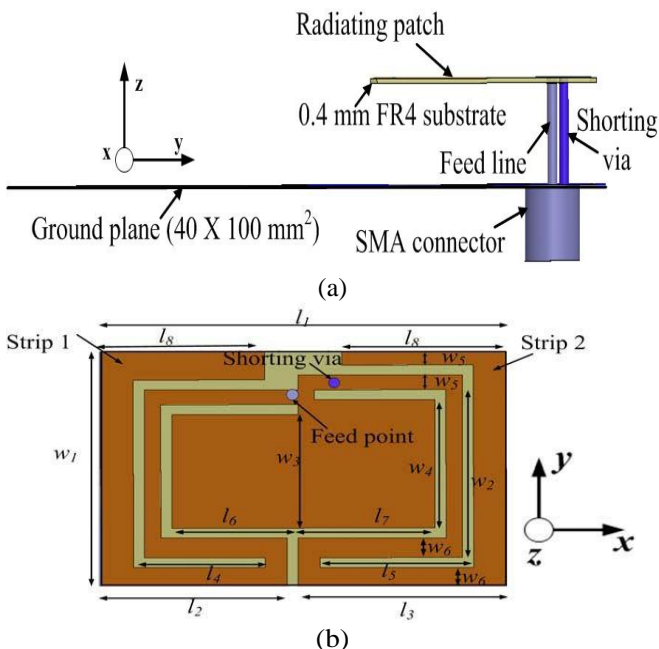 Radiating patch
z
0.4 mm FR4 substrate
Shorting
x
y
Feed line
via
Ground plane (40 X 100 mm²)
SMA connector
(a)
l₁
Strip 1
l₈
l₈
Strip 2
Shorting via
w₅
w₅
Feed point
w₁
w₃
w₄
w₂
y
l₆
l₇
z
x
w₆
l₄
l₅
w₆
l₂
l₃
(b)